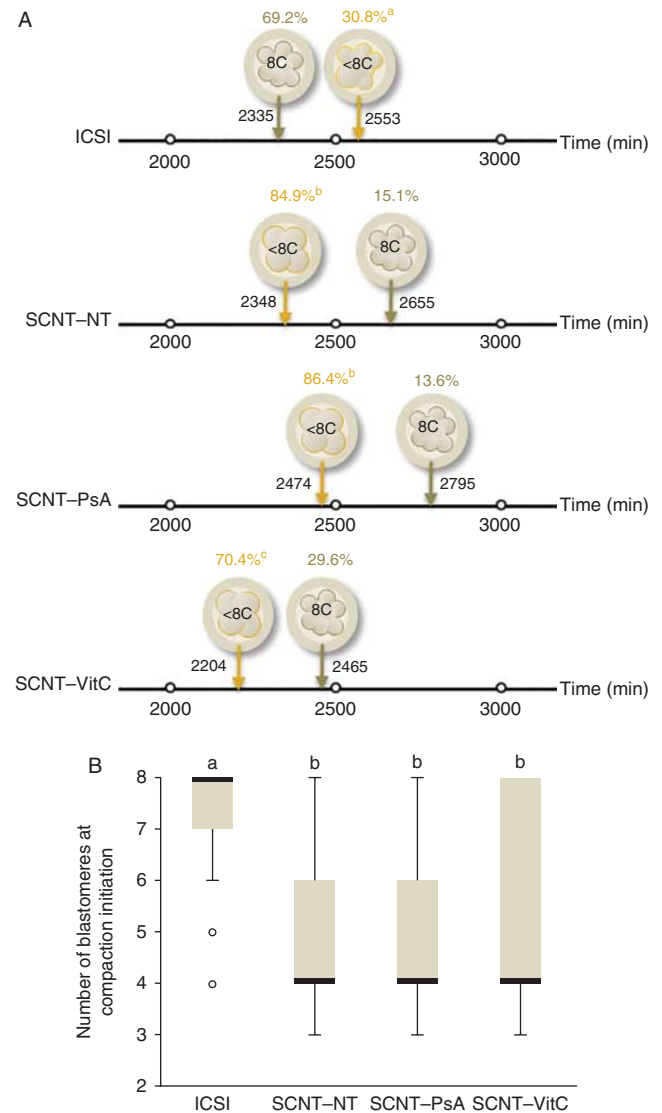 A
69.2% 30.8%a
8C <8C
2335 2553
ICSI
2000 2500 3000 Time (min)
84.9%b 15.1%
<8C 8C
2348 2655
SCNT–NT
2000 2500 3000 Time (min)
86.4%b 13.6%
<8C 8C
2474 2795
SCNT–PsA
2000 2500 3000 Time (min)
70.4%c 29.6%
<8C 8C
2204 2465
SCNT–VitC
2000 2500 3000 Time (min)
B
a b b b
Number of blastomeres at
compaction initiation
8
7
6
5
4
3
2
ICSI SCNT–NT SCNT–PsA SCNT–VitC